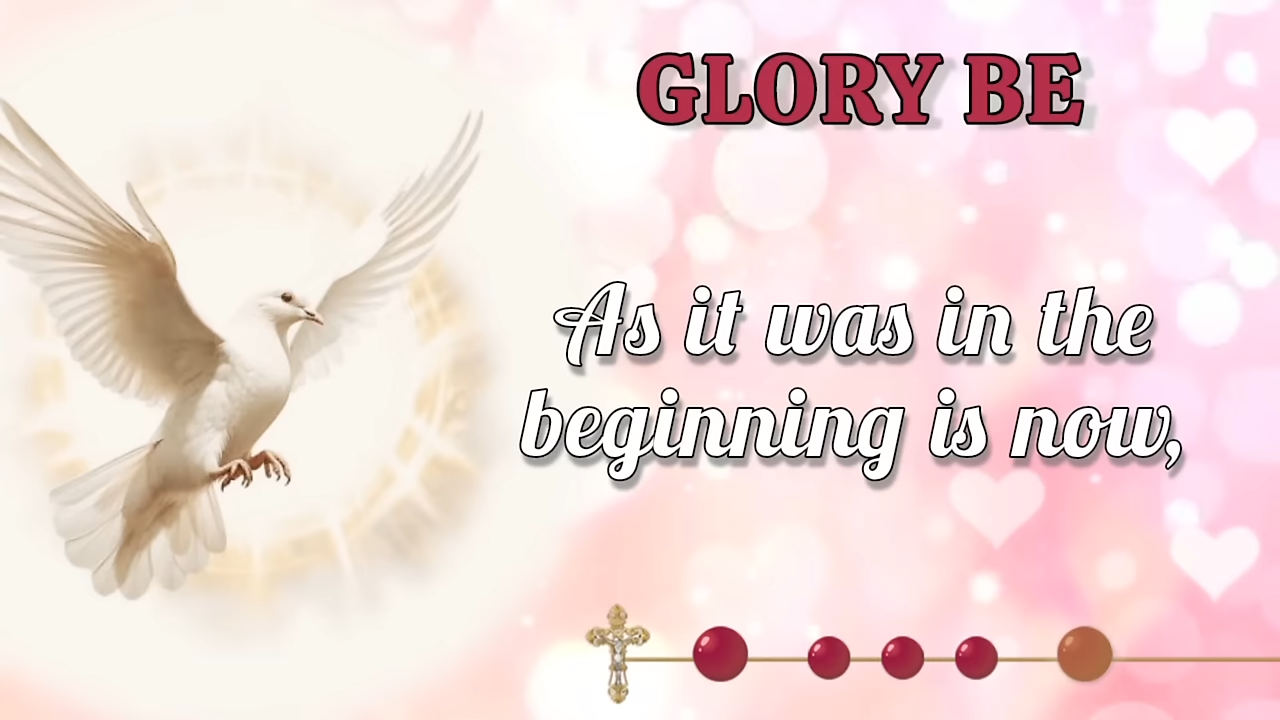 GLORY BE
As it was in the
beginning is now,